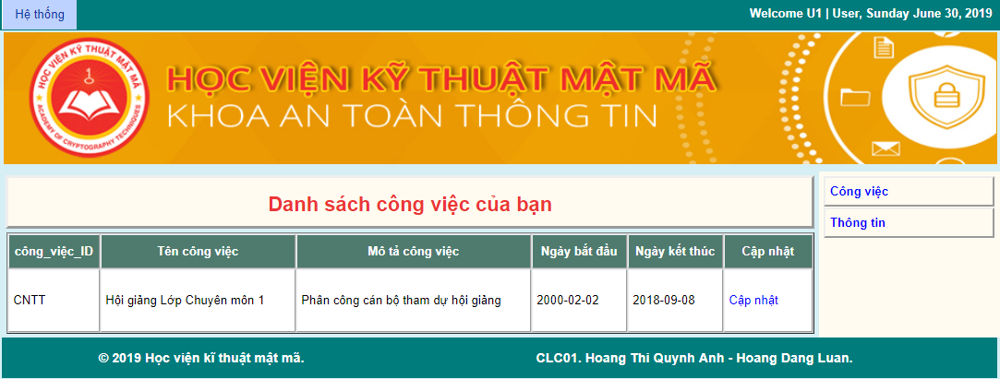 Hệ thống
Welcome U1 | User, Sunday June 30, 2019
HỌC VIỆN KỸ THUẬT MẬT MÃ
ACADEMY OF CRYPTOGRAPHY TECHNIQUES
HỌC VIỆN KỸ THUẬT MẬT MÃ
KHOA AN TOÀN THÔNG TIN
Danh sách công việc của bạn
Công việc
Thông tin
công_việc_ID Tên công việc Mô tả công việc Ngày bắt đầu Ngày kết thúc Cập nhật
CNTT Hội giảng Lớp Chuyên môn 1 Phân công cán bộ tham dự hội giảng 2000-02-02 2018-09-08 Cập nhật
© 2019 Học viện kĩ thuật mật mã.
CLC01. Hoang Thi Quynh Anh - Hoang Dang Luan.